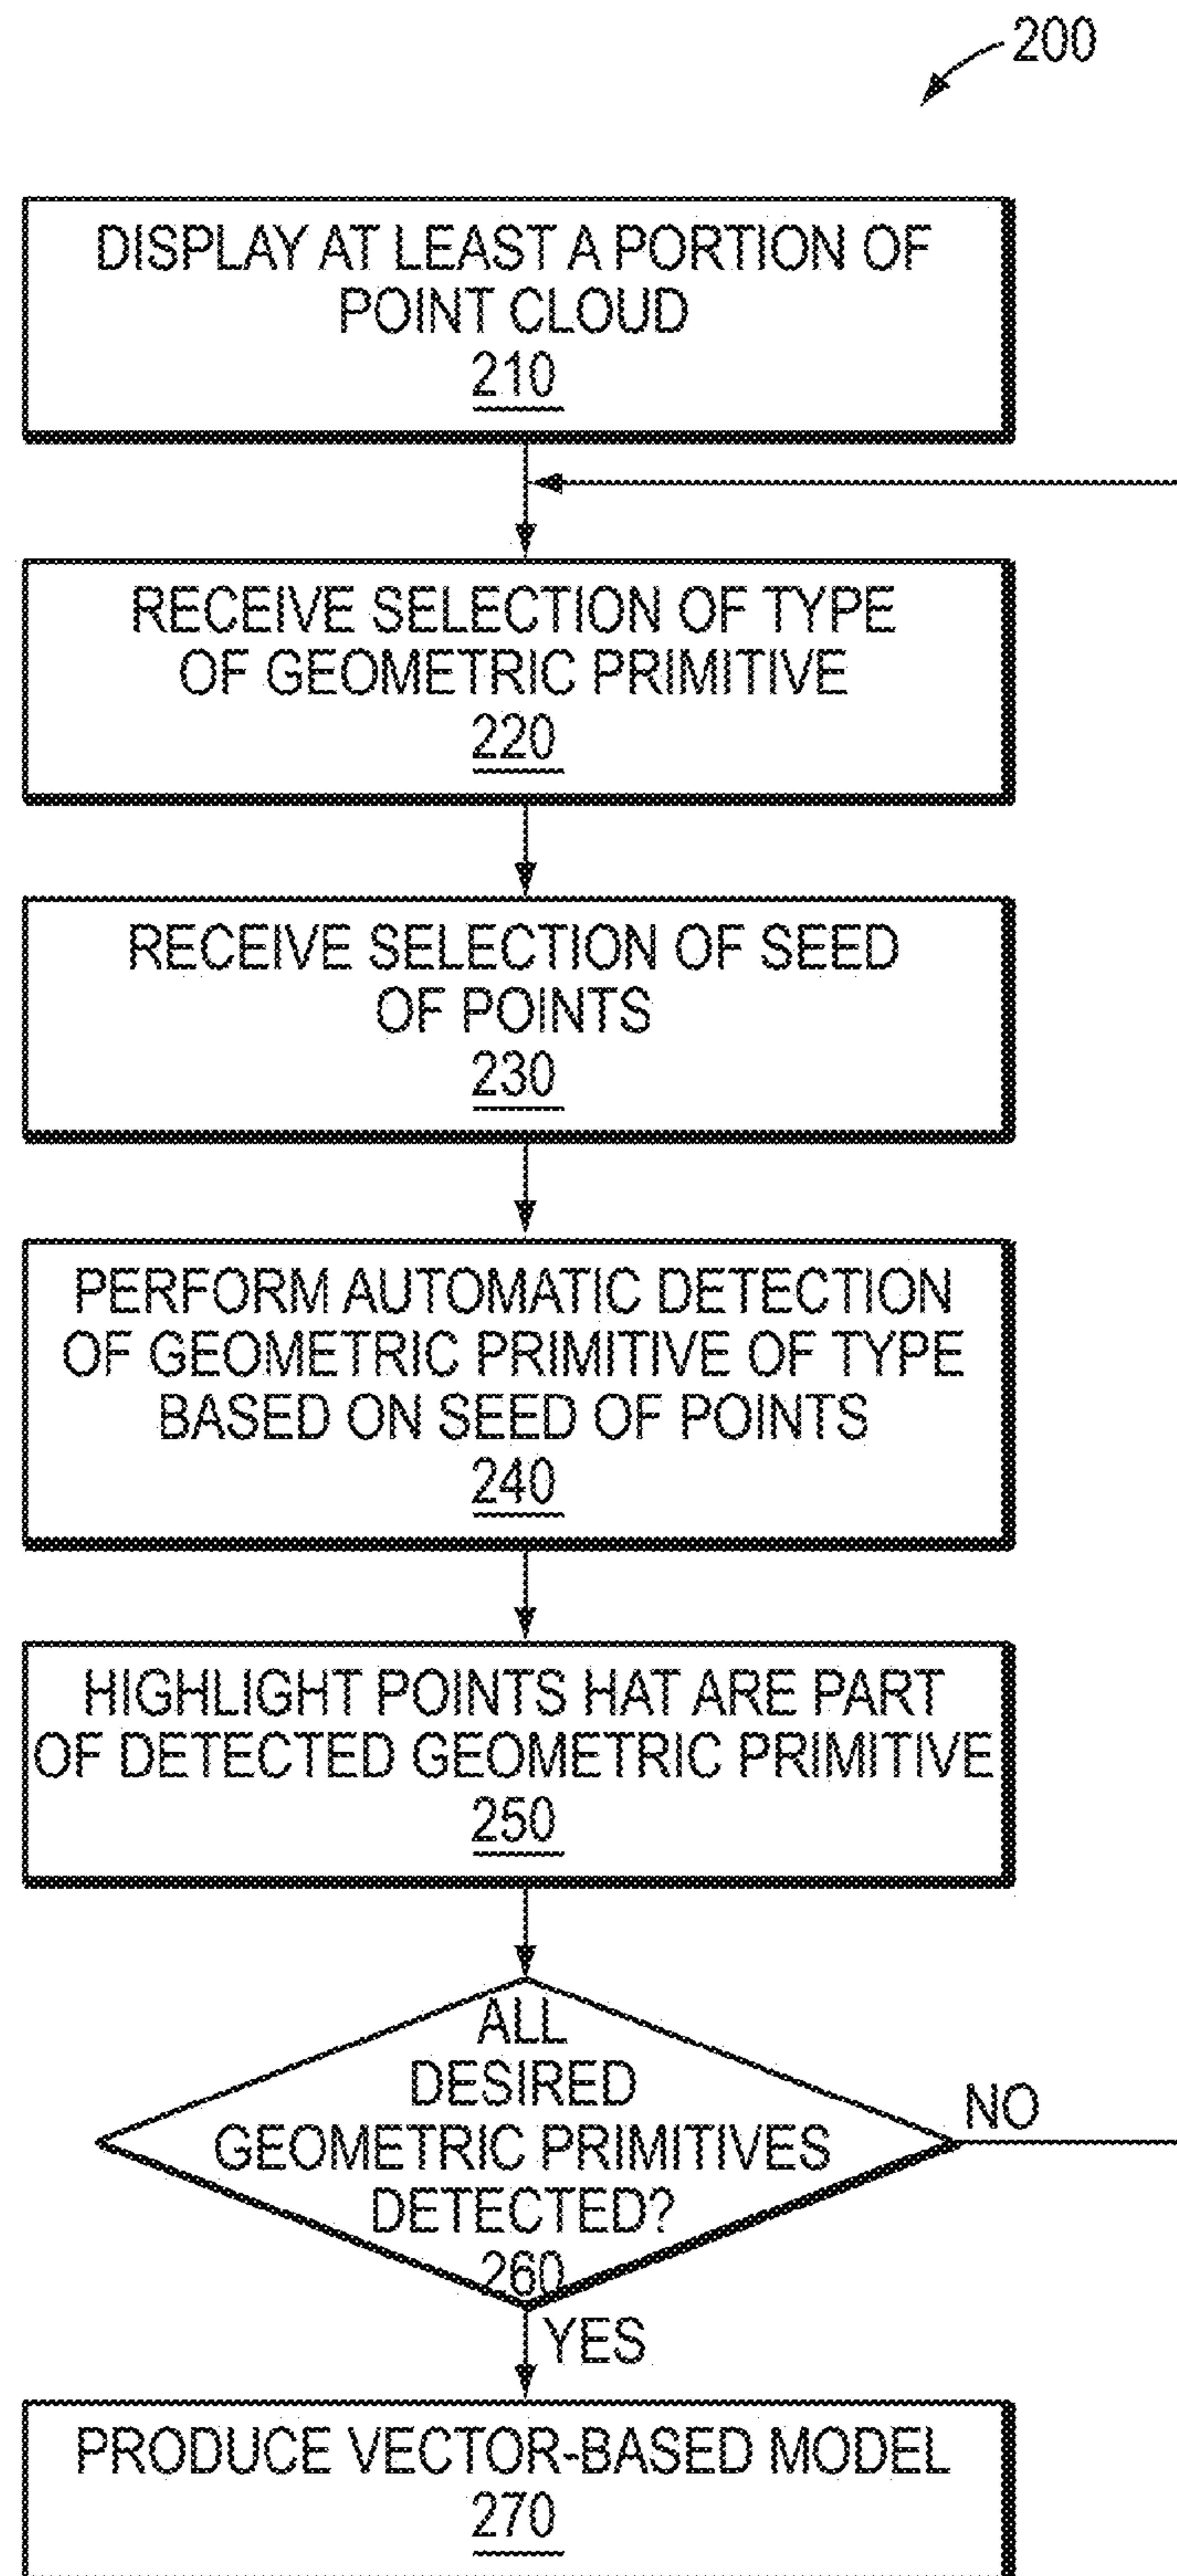 200
DISPLAY AT LEAST A PORTION OF
POINT CLOUD
210
RECEIVE SELECTION OF TYPE
OF GEOMETRIC PRIMITIVE
220
RECEIVE SELECTION OF SEED
OF POINTS
230
PERFORM AUTOMATIC DETECTION
OF GEOMETRIC PRIMITIVE OF TYPE
BASED ON SEED OF POINTS
240
HIGHLIGHT POINTS HAT ARE PART
OF DETECTED GEOMETRIC PRIMITIVE
250
ALL
DESIRED
GEOMETRIC PRIMITIVES
DETECTED?
260
NO
YES
PRODUCE VECTOR-BASED MODEL
270